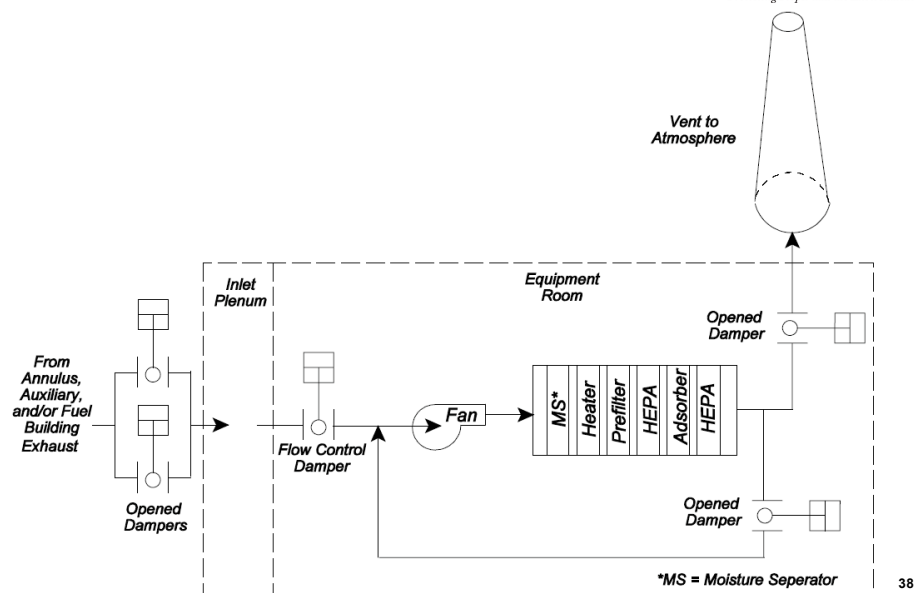 Vent to
Atmosphere
Inlet
Plenum
Equipment
Room
Opened
Damper
From
Annulus,
Auxiliary,
and/or Fuel
Building
Exhaust
Opened
Dampers
Flow Control
Damper
Fan
MS*
Heater
Prefilter
HEPA
Adsorber
HEPA
Opened
Damper
*MS = Moisture Seperator
38